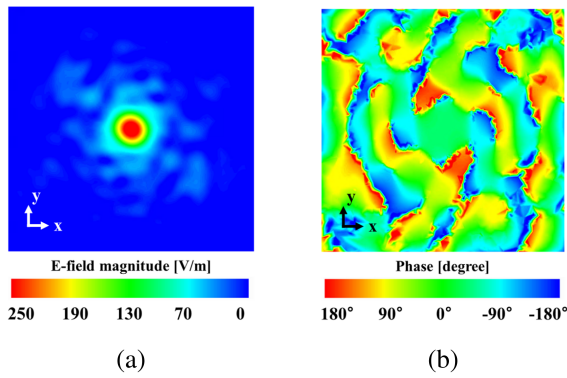 y
x
y
x
E-field magnitude [V/m]
250 190 130 70 0
Phase [degree]
180° 90° 0° -90° -180°
(a)
(b)